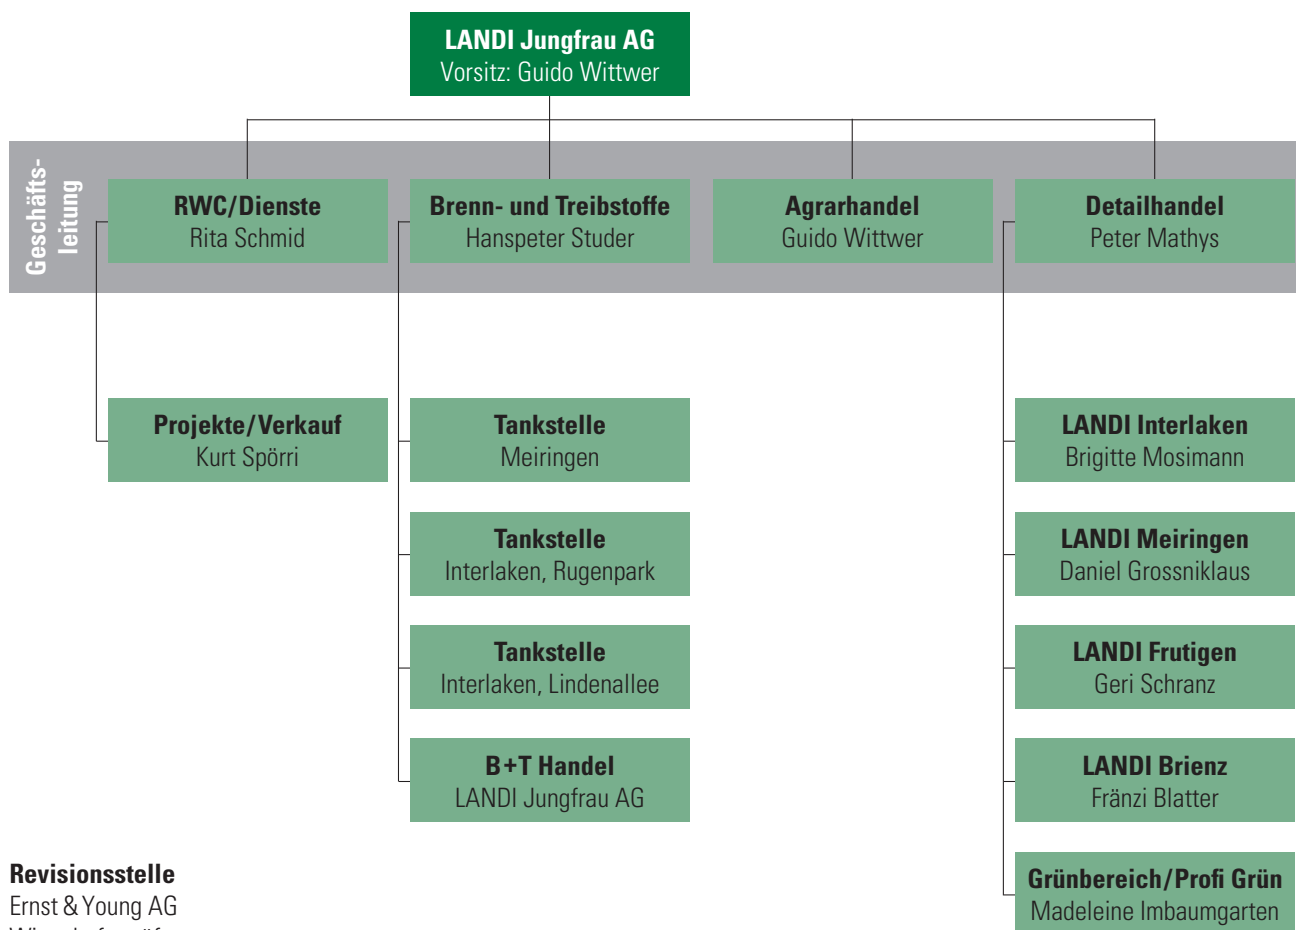 LANDI Jungfrau AG
Vorsitz: Guido Wittwer
Geschäfts-
leitung
RWC/Dienste
Rita Schmid
Brenn- und Treibstoffe
Hanspeter Studer
Agrarhandel
Guido Wittwer
Detailhandel
Peter Mathys
Projekte/Verkauf
Kurt Spörri
Tankstelle
Meiringen
LANDI Interlaken
Brigitte Mosimann
Tankstelle
Interlaken, Rugenpark
LANDI Meiringen
Daniel Grossniklaus
Tankstelle
Interlaken, Lindenallee
LANDI Frutigen
Geri Schranz
B+T Handel
LANDI Jungfrau AG
LANDI Brienz
Fränzi Blatter
Revisionsstelle
Ernst & Young AG
Grünbereich/Profi Grün
Madeleine Imbaumgarten